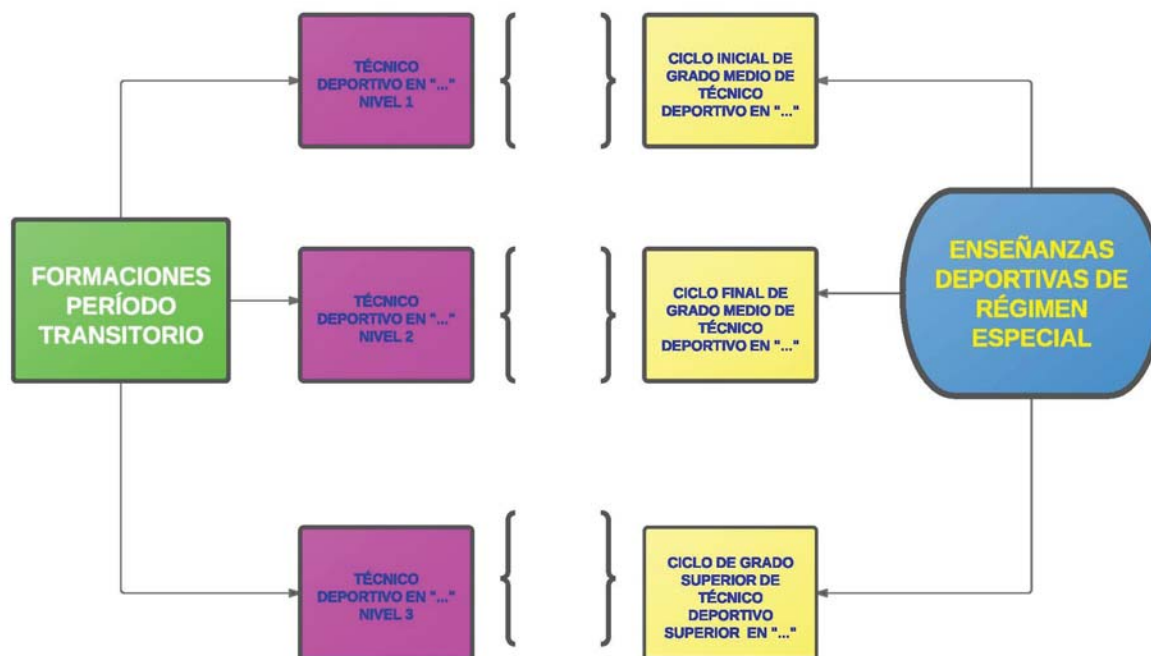 TÉCNICO
DEPORTIVO EN "..."
NIVEL 1
CICLO INICIAL DE
GRADO MEDIO DE
TÉCNICO
DEPORTIVO EN "..."
FORMACIONES
PERÍODO
TRANSITORIO
TÉCNICO
DEPORTIVO EN "..."
NIVEL 2
CICLO FINAL DE
GRADO MEDIO DE
TÉCNICO
DEPORTIVO EN "..."
ENSEÑANZAS
DEPORTIVAS DE
RÉGIMEN
ESPECIAL
TÉCNICO
DEPORTIVO EN "..."
NIVEL 3
CICLO DE GRADO
SUPERIOR DE
TÉCNICO
DEPORTIVO
SUPERIOR EN "..."